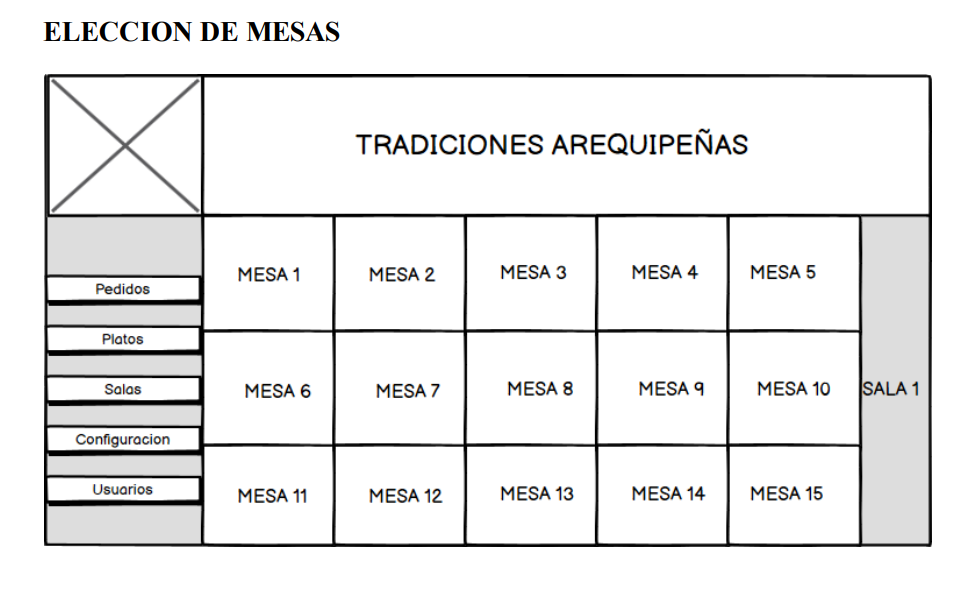 ELECCION DE MESAS
TRADICIONES AREQUIPEÑAS
Pedidos
Platos
Salas
Configuracion
Usuarios
MESA 1 MESA 2 MESA 3 MESA 4 MESA 5
MESA 6 MESA 7 MESA 8 MESA 9 MESA 10
MESA 11 MESA 12 MESA 13 MESA 14 MESA 15
SALA 1